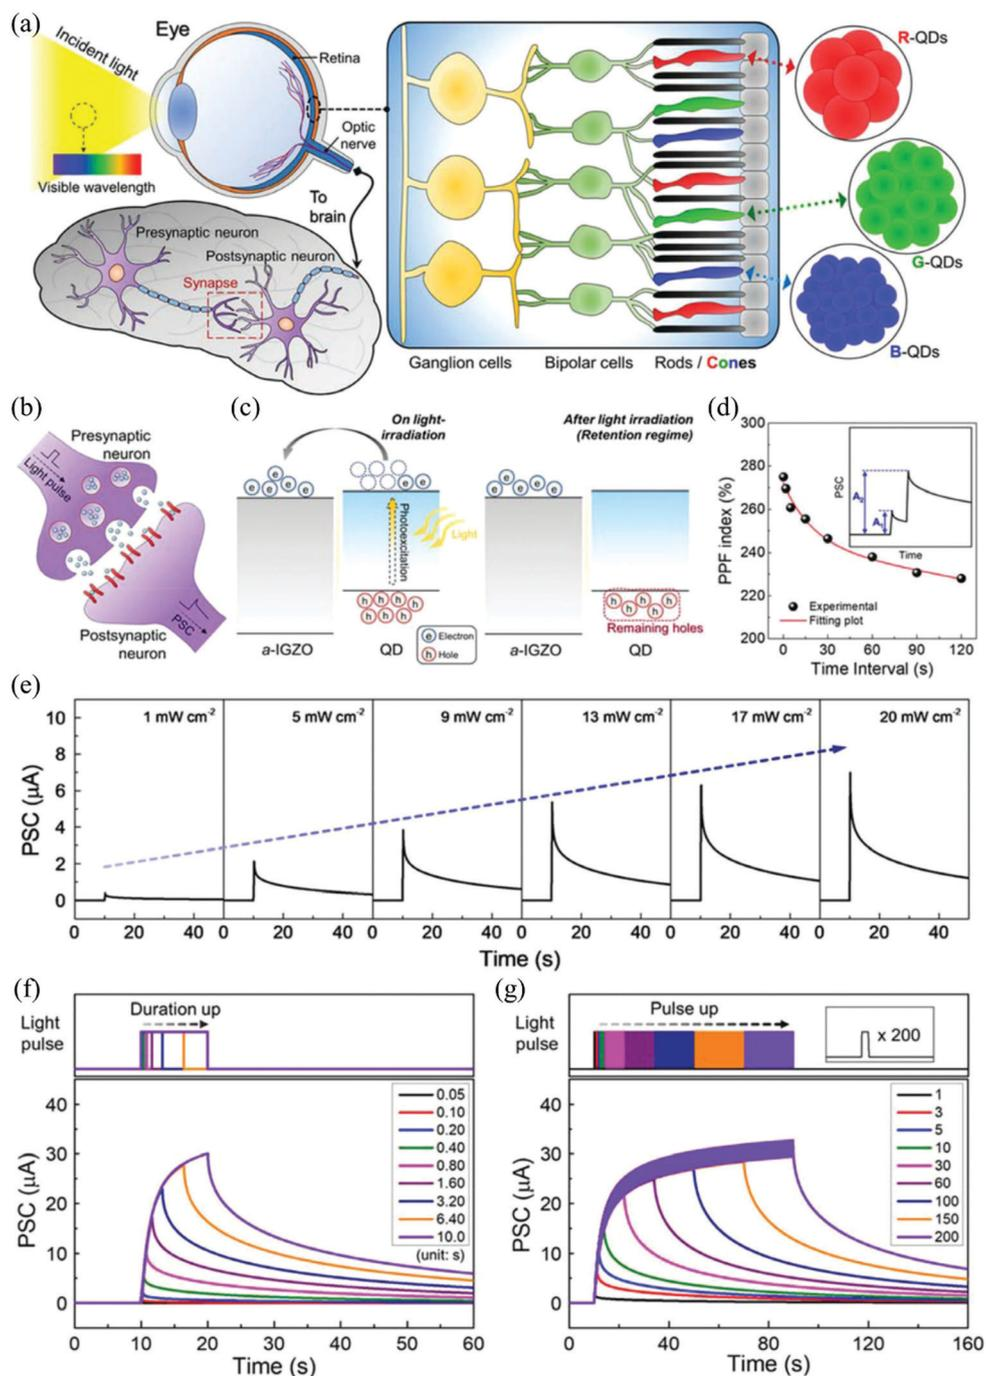 (a)
Incident light
Visible wavelength
Eye
Retina
Optic
nerve
To
brain
Presynaptic neuron
Postsynaptic neuron
Synapse
Ganglion cells
Bipolar cells
Rods / Cones
R-QDs
G-QDs
B-QDs
(b)
Presynaptic
neuron
Light pulse
PSC
Postsynaptic
neuron
(c)
On light-
irradiation
After light irradiation
(Retention regime)
e e e e e e
e e
e e e e e
Photoexcitation
Light
h h h h
h h h
h h h
h h
Remaining holes
e Electron
h Hole
a-IGZO
QD
a-IGZO
QD
(d)
PPF index (%)
300
280
260
240
220
200
0 30 60 90 120
Time Interval (s)
PSC
A2
A1
Time
Experimental
Fitting plot
(e)
PSC (μA)
10
8
6
4
2
0
1 mW cm-2
5 mW cm-2
9 mW cm-2
13 mW cm-2
17 mW cm-2
20 mW cm-2
0 20 40 0 20 40 0 20 40 0 20 40 0 20 40 0 20 40
Time (s)
(f)
Light
pulse
Duration up
PSC (μA)
40
30
20
10
0
0.05
0.10
0.20
0.40
0.80
1.60
3.20
6.40
10.0
(unit: s)
0 10 20 30 40 50 60
Time (s)
(g)
Light
pulse
Pulse up
x 200
PSC (μA)
40
30
20
10
0
1
3
5
10
30
60
100
150
200
0 40 80 120 160
Time (s)